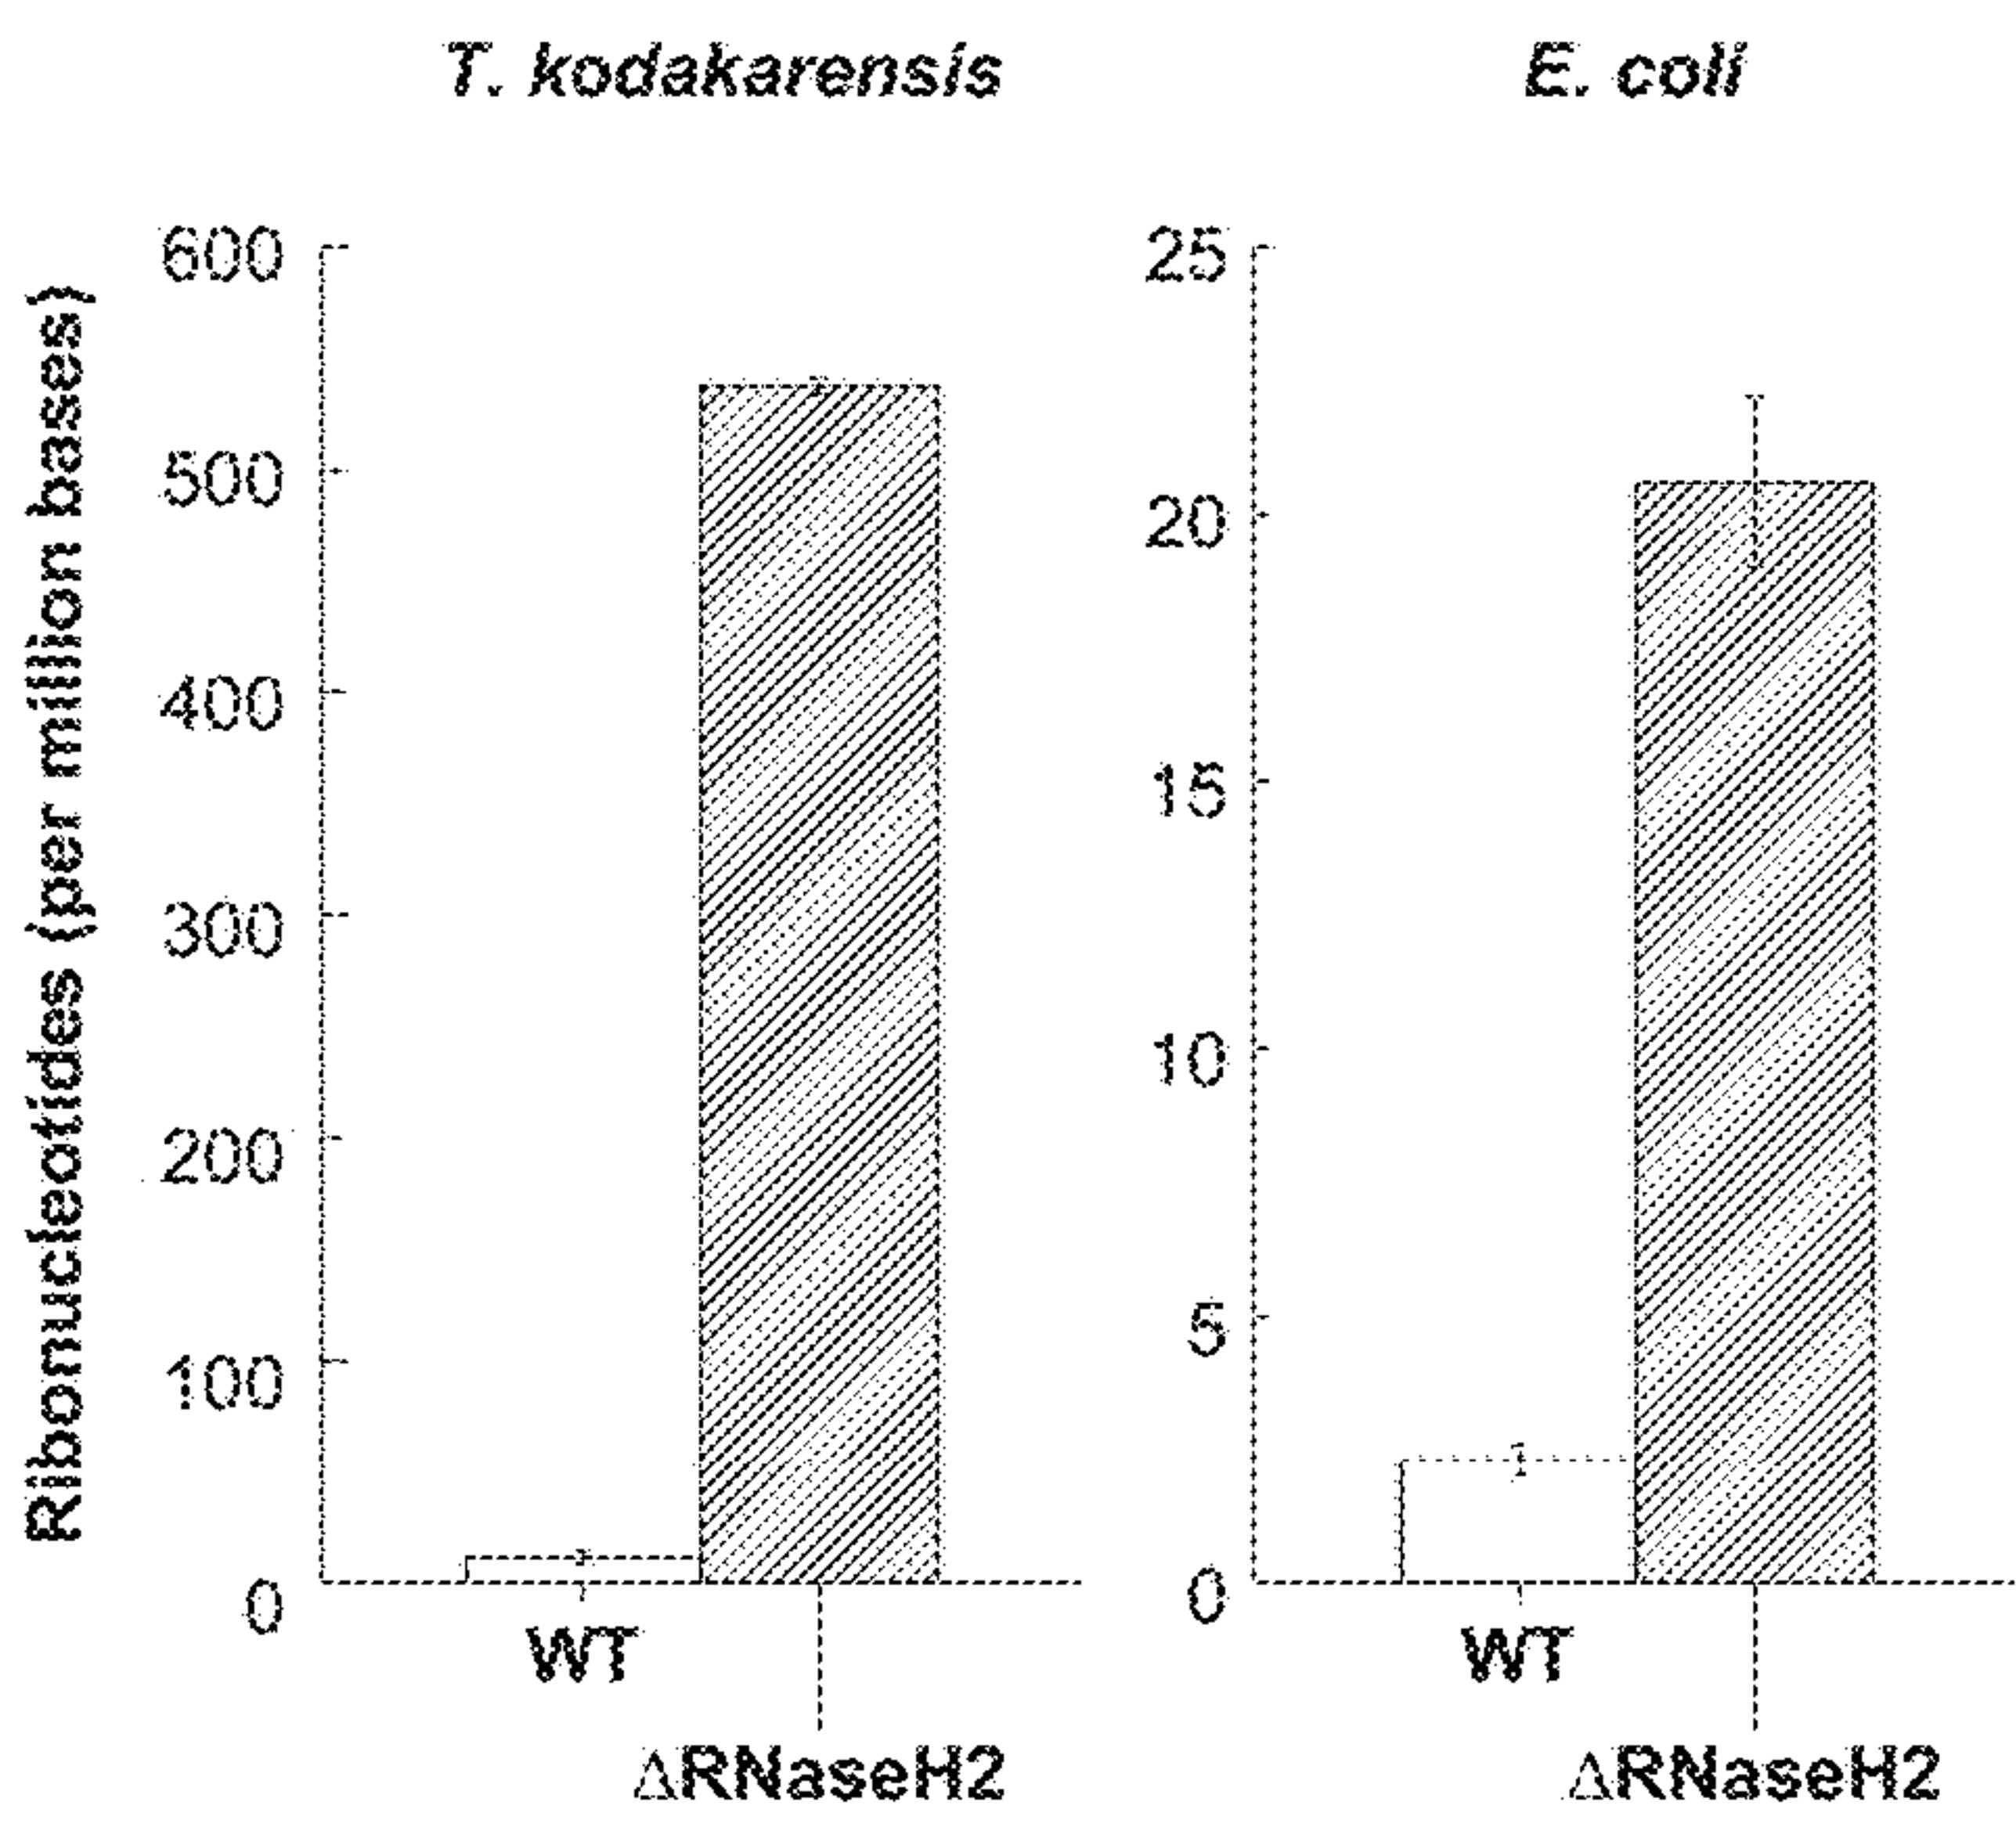 T. kodakarensis
E. coli
Ribonucleotides (per million bases)
600
500
400
300
200
100
0
WT
ΔRNaseH2
25
20
15
10
5
0
WT
ΔRNaseH2